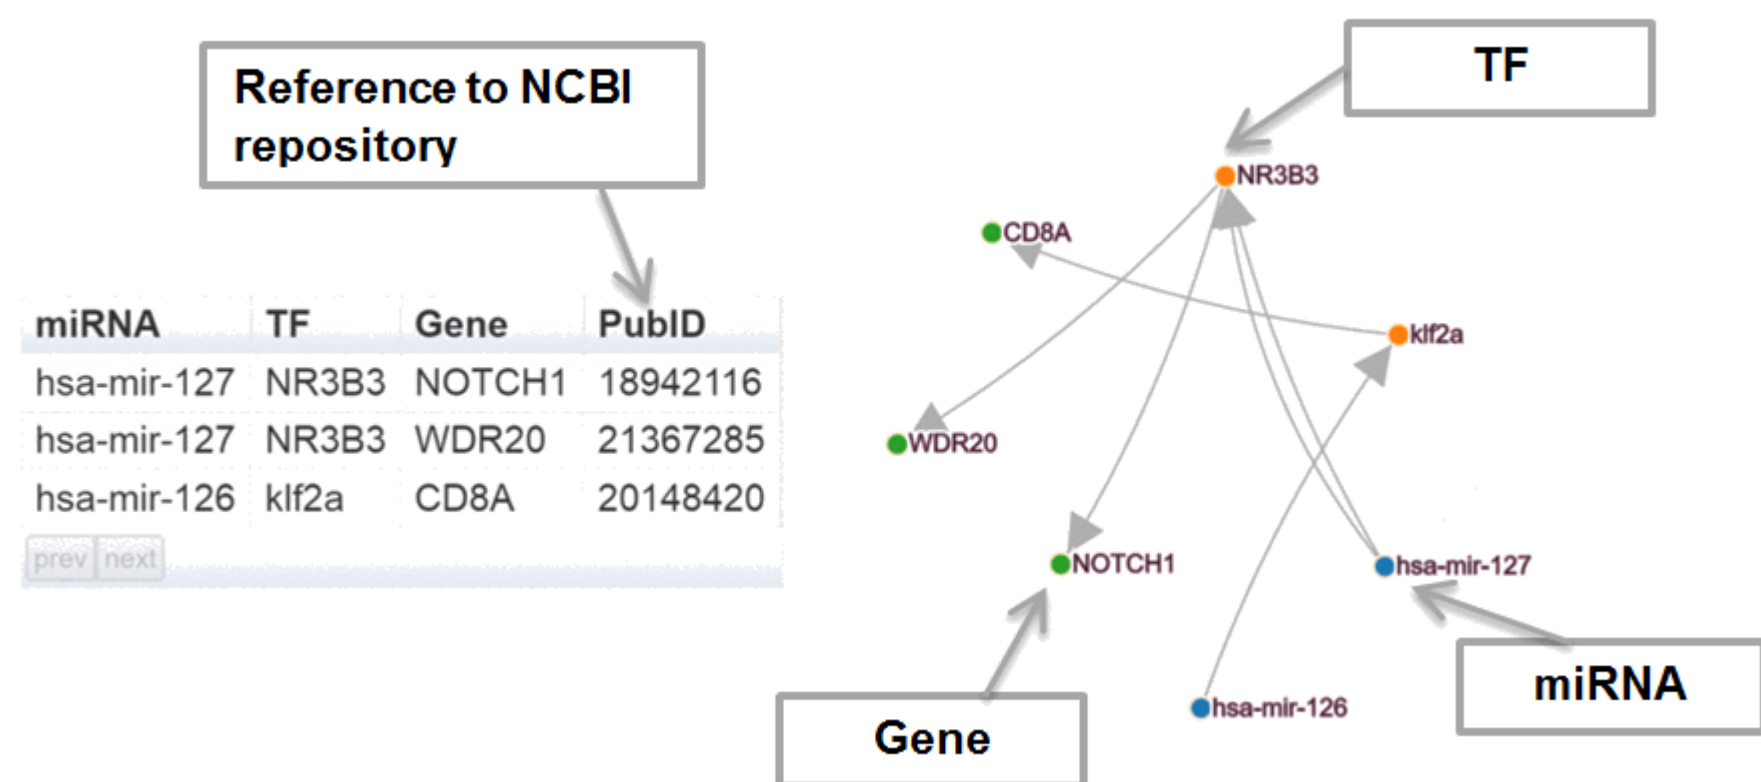 Reference to NCBI
repository
TF
NR3B3
CD8A
klf2a
WDR20
NOTCH1
hsa-mir-127
hsa-mir-126
miRNA
Gene
miRNA TF Gene PubID
hsa-mir-127 NR3B3 NOTCH1 18942116
hsa-mir-127 NR3B3 WDR20 21367285
hsa-mir-126 klf2a CD8A 20148420
prev next